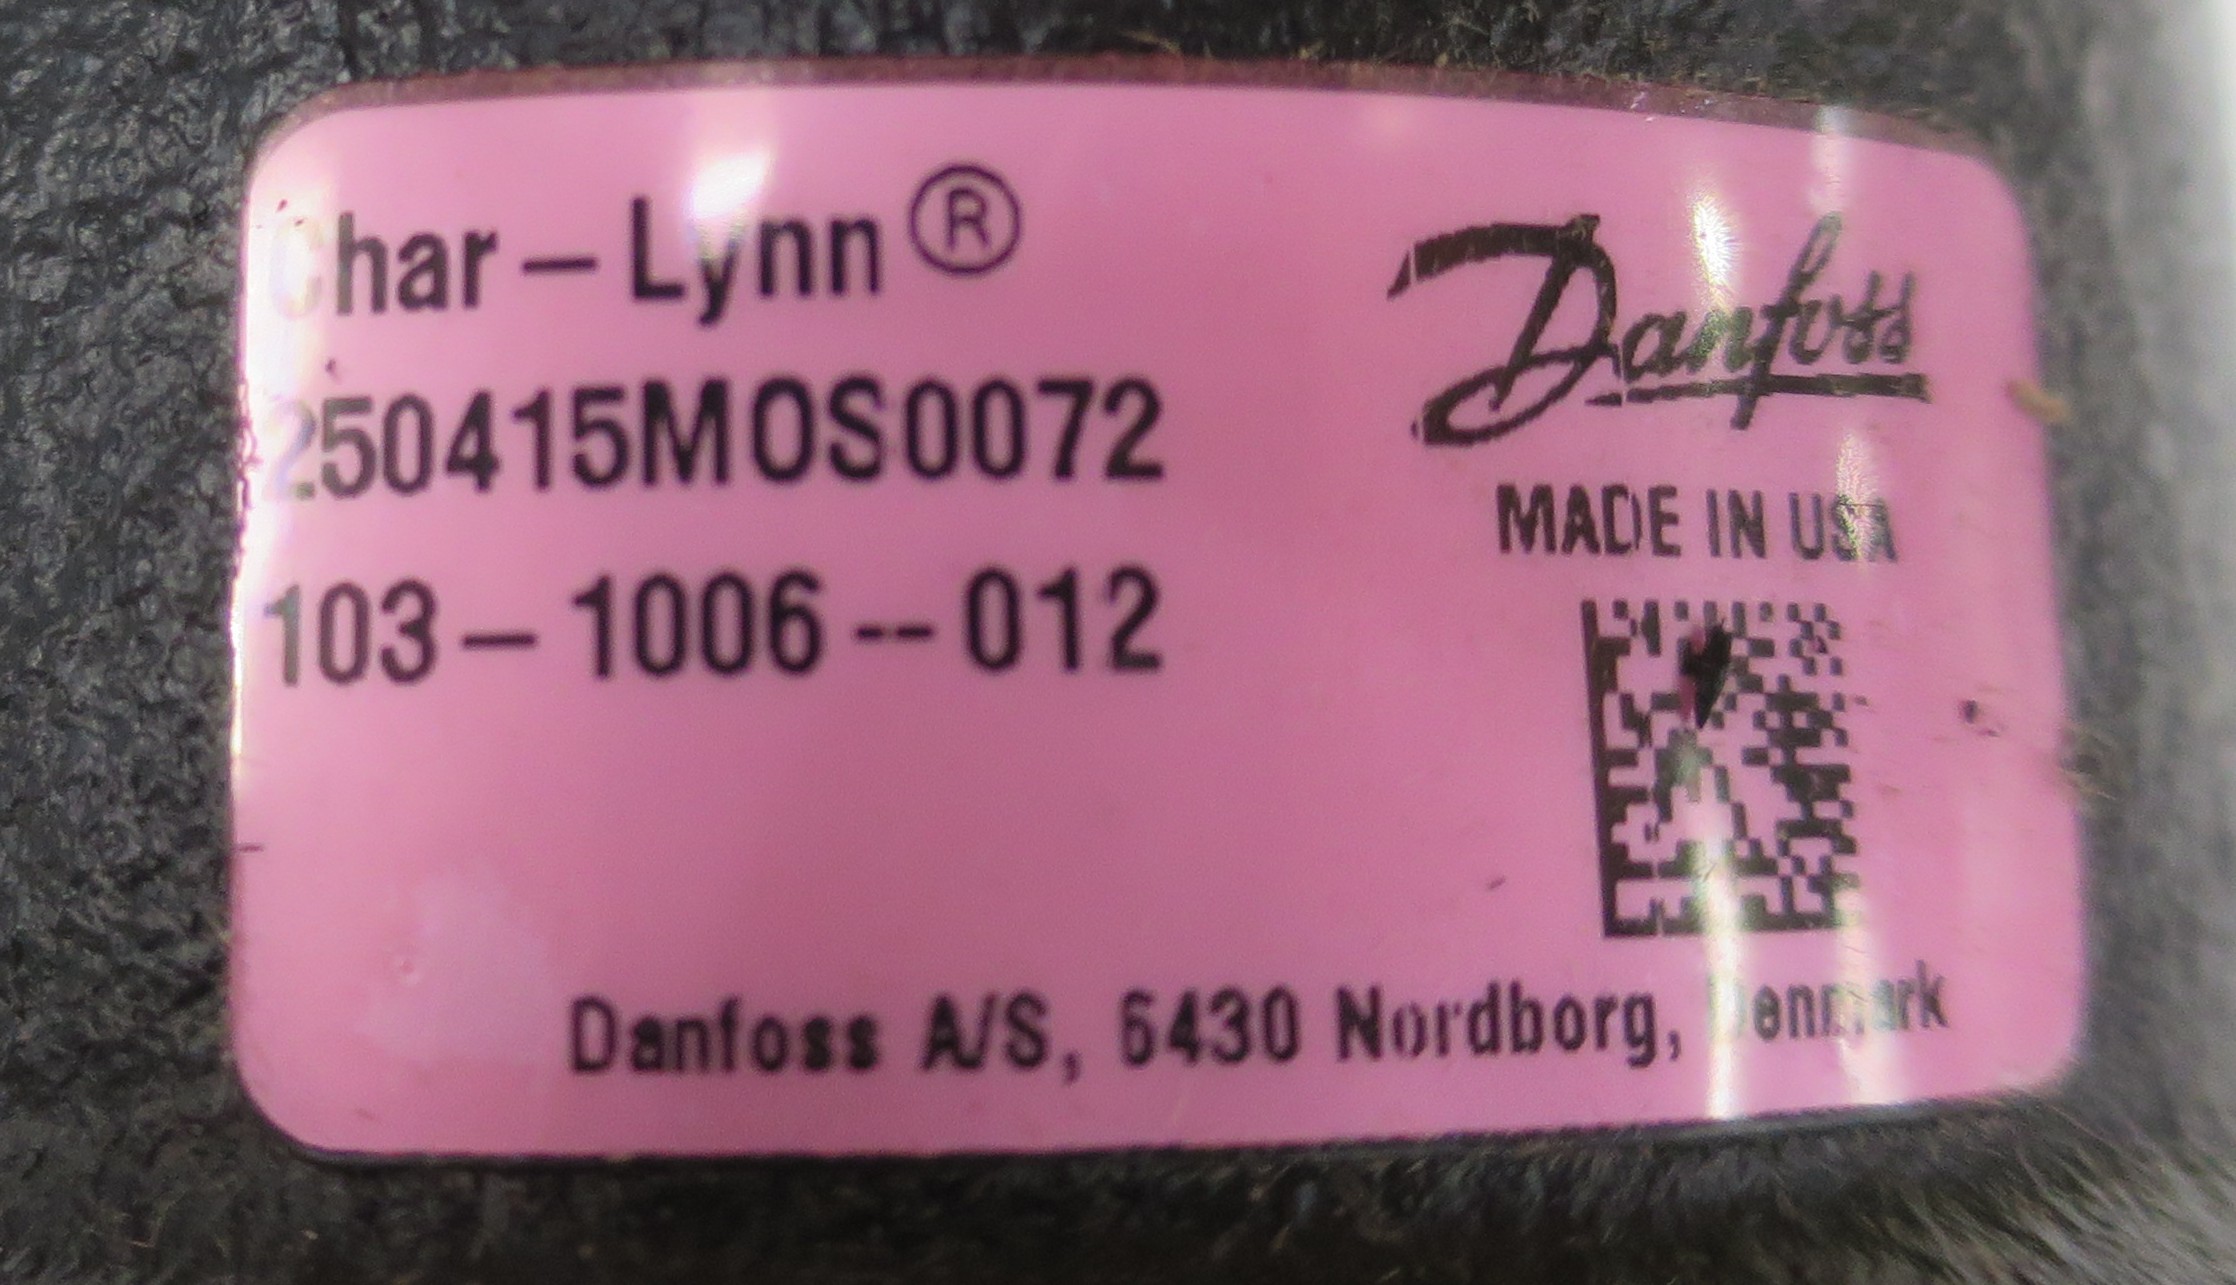 Char-Lynn®
250415MOS0072
103-1006--012
Danfoss
MADE IN USA
Danfoss A/S, 6430 Nordborg, Denmark